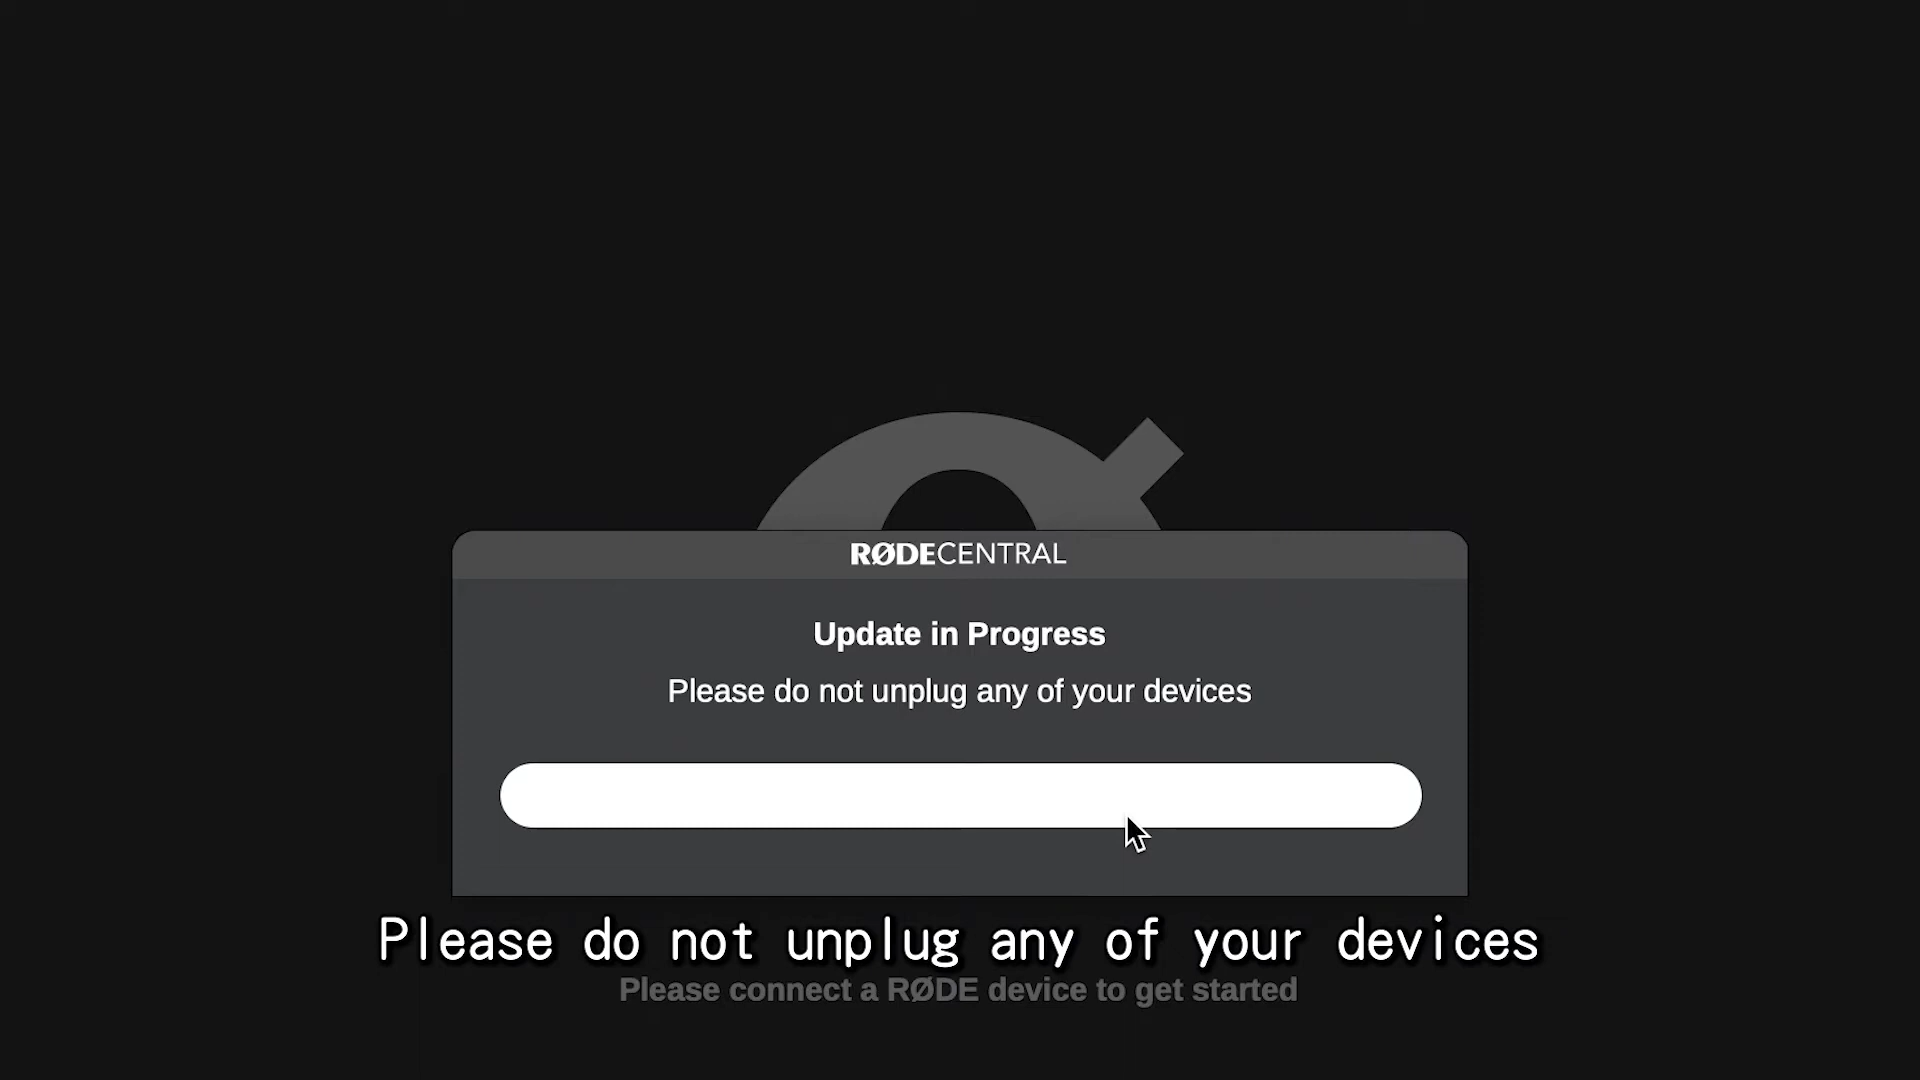 RØDECENTRAL
Update in Progress
Please do not unplug any of your devices
Please do not unplug any of your devices
Please connect a RØDE device to get started